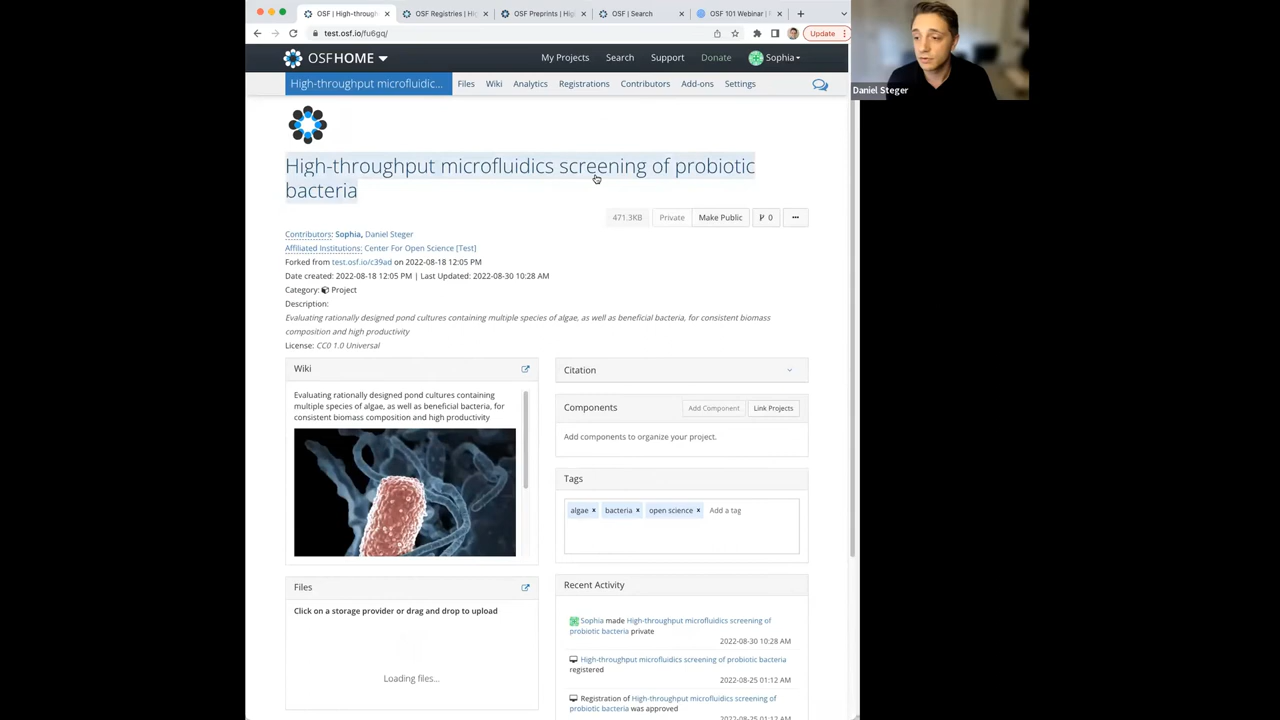 OSF | High-through
OSF Registries | Hi
OSF Preprints | Hig
OSF | Search
OSF 101 Webinar |
test.osf.io/fu6gq/
Update
OSFHOME
My Projects
Search
Support
Donate
Sophia
Daniel Steger
High-throughput microfluidic...
Files
Wiki
Analytics
Registrations
Contributors
Add-ons
Settings
High-throughput microfluidics screening of probiotic
bacteria
471.3KB
Private
Make Public
0
Contributors: Sophia, Daniel Steger
Affiliated Institutions: Center For Open Science [Test]
Forked from test.osf.io/c39ad on 2022-08-18 12:05 PM
Date created: 2022-08-18 12:05 PM | Last Updated: 2022-08-30 10:28 AM
Category: Project
Description:
Evaluating rationally designed pond cultures containing multiple species of algae, as well as beneficial bacteria, for consistent biomass
composition and high productivity
License: CC0 1.0 Universal
Wiki
Evaluating rationally designed pond cultures containing
multiple species of algae, as well as beneficial bacteria, for
consistent biomass composition and high productivity
Files
Click on a storage provider or drag and drop to upload
Loading files...
Citation
Components
Add Component
Link Projects
Add components to organize your project.
Tags
algae x
bacteria x
open science x
Add a tag
Recent Activity
Sophia made High-throughput microfluidics screening of
probiotic bacteria private
2022-08-30 10:28 AM
High-throughput microfluidics screening of probiotic bacteria
registered
2022-08-25 01:12 AM
Registration of High-throughput microfluidics screening of
probiotic bacteria was approved
2022-08-25 01:12 AM